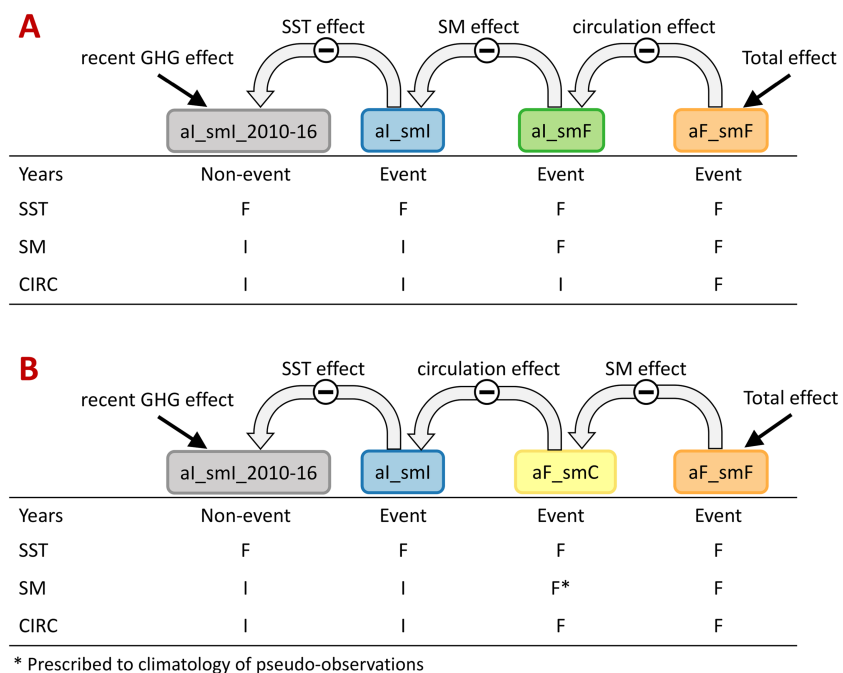 A
SST effect SM effect circulation effect
recent GHG effect Total effect
aI_smI_2010-16 aI_smI aI_smF aF_smF
Years Non-event Event Event Event
SST F F F F
SM I I F F
CIRC I I I F
B
SST effect circulation effect SM effect
recent GHG effect Total effect
aI_smI_2010-16 aI_smI aF_smC aF_smF
Years Non-event Event Event Event
SST F F F F
SM I I F* F
CIRC I I F F
* Prescribed to climatology of pseudo-observations